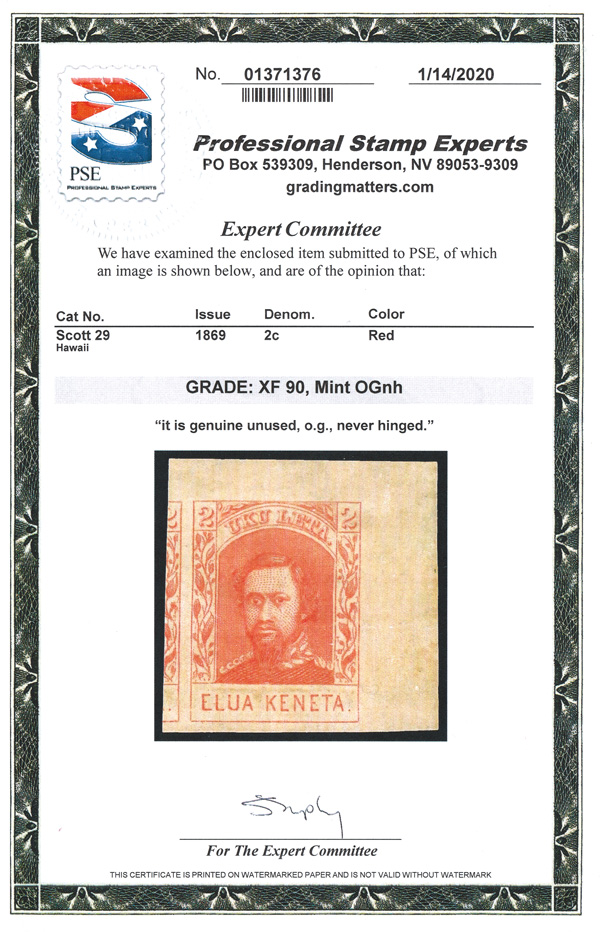 No. 01371376 1/14/2020
PSE
PROFESSIONAL STAMP EXPERTS
Professional Stamp Experts
PO Box 539309, Henderson, NV 89053-9309
gradingmatters.com
Expert Committee
We have examined the enclosed item submitted to PSE, of which
an image is shown below, and are of the opinion that:
Cat No. Issue Denom. Color
Scott 29 1869 2c Red
Hawaii
GRADE: XF 90, Mint OGnh
“it is genuine unused, o.g., never hinged.”
2 UKU LETA. 2
ELUA KENETA.
For The Expert Committee
THIS CERTIFICATE IS PRINTED ON WATERMARKED PAPER AND IS NOT VALID WITHOUT WATERMARK